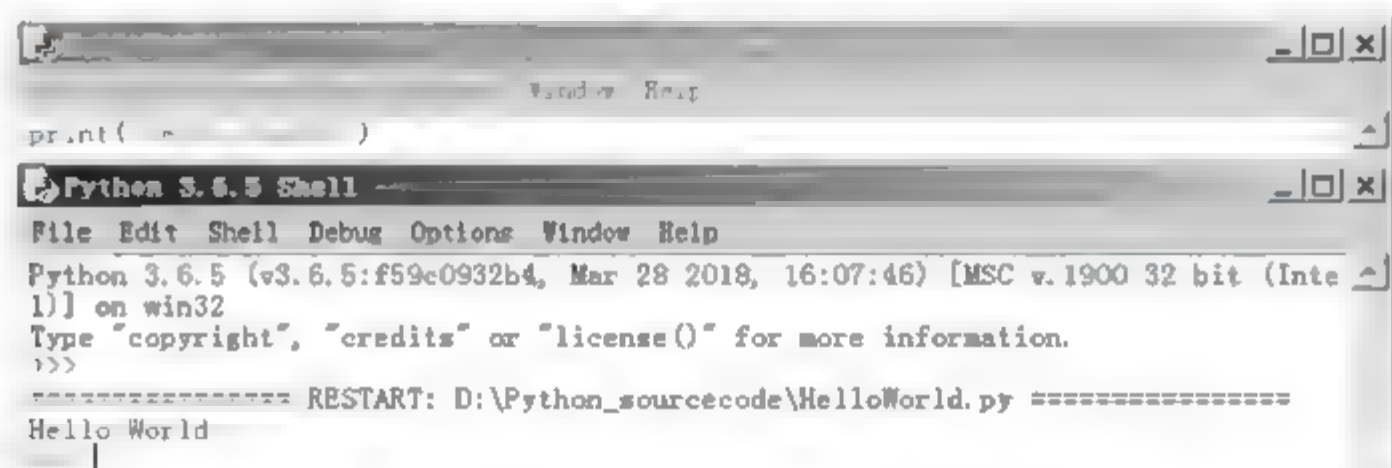 Window Help
print( )
Python 3.6.5 Shell
File Edit Shell Debug Options Window Help
Python 3.6.5 (v3.6.5:f59c0932b4, Mar 28 2018, 16:07:46) [MSC v.1900 32 bit (Inte
l)] on win32
Type "copyright", "credits" or "license()" for more information.
>>>
================ RESTART: D:\Python_sourcecode\HelloWorld.py ================
Hello World